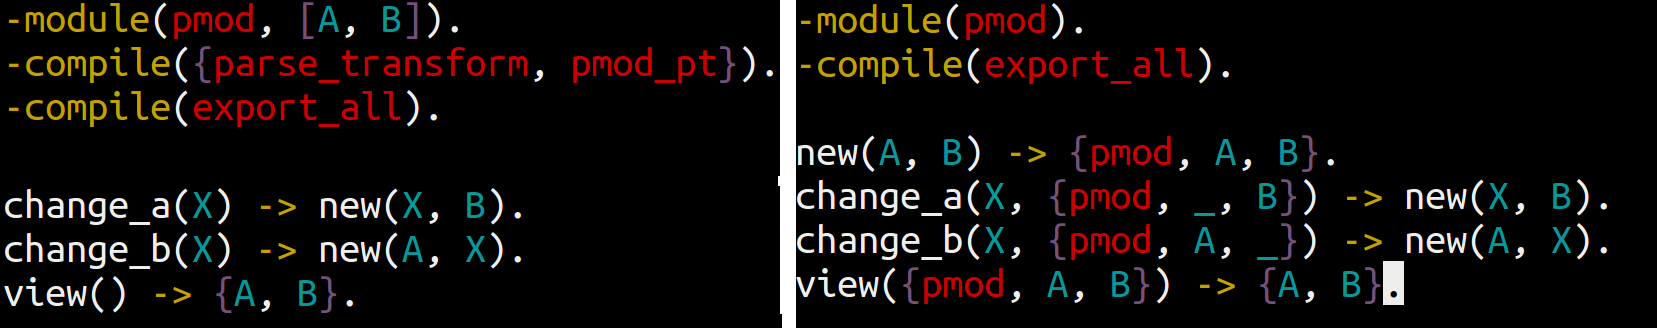 -module(pmod, [A, B]).
-compile({parse_transform, pmod_pt}).
-compile(export_all).
change_a(X) -> new(X, B).
change_b(X) -> new(A, X).
view() -> {A, B}.
-module(pmod).
-compile(export_all).
new(A, B) -> {pmod, A, B}.
change_a(X, {pmod, _, B}) -> new(X, B).
change_b(X, {pmod, A, _}) -> new(A, X).
view({pmod, A, B}) -> {A, B}.